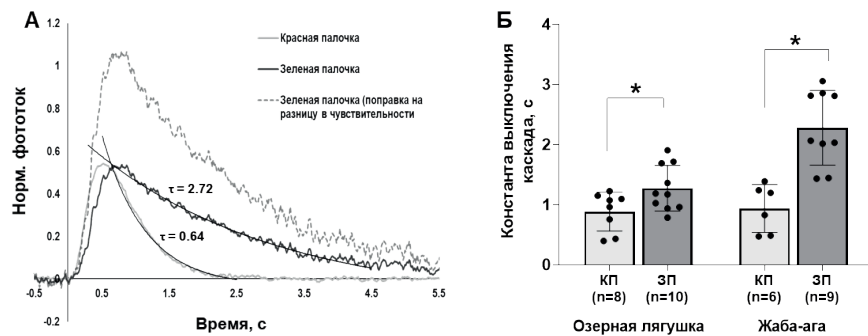 А
Норм. фототок
1.2
1
0.8
0.6
0.4
0.2
0
-0.2
-0.5
0.5
1.5
2.5
3.5
4.5
5.5
Время, с
Красная палочка
Зеленая палочка
Зеленая палочка (поправка на
разницу в чувствительности
τ = 2.72
τ = 0.64
Б
Константа выключения
каскада, с
4
3
2
1
0
*
*
КП
(n=8)
ЗП
(n=10)
КП
(n=6)
ЗП
(n=9)
Озерная лягушка
Жаба-ага